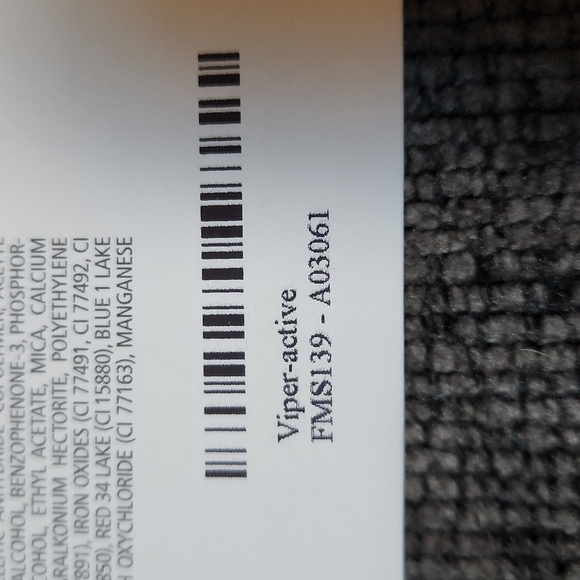 ALCOHOL, BENZOPHENONE-3, PHOSPHOR-
COHOL, ETHYL ACETATE, MICA, CALCIUM
RALKONIUM HECTORITE, POLYETHYLENE
891), IRON OXIDES (CI 77491, CI 77492, CI
850), RED 34 LAKE (CI 15880), BLUE 1 LAKE
H OXYCHLORIDE (CI 77163), MANGANESE
Viper-active
FMS139 - A03061